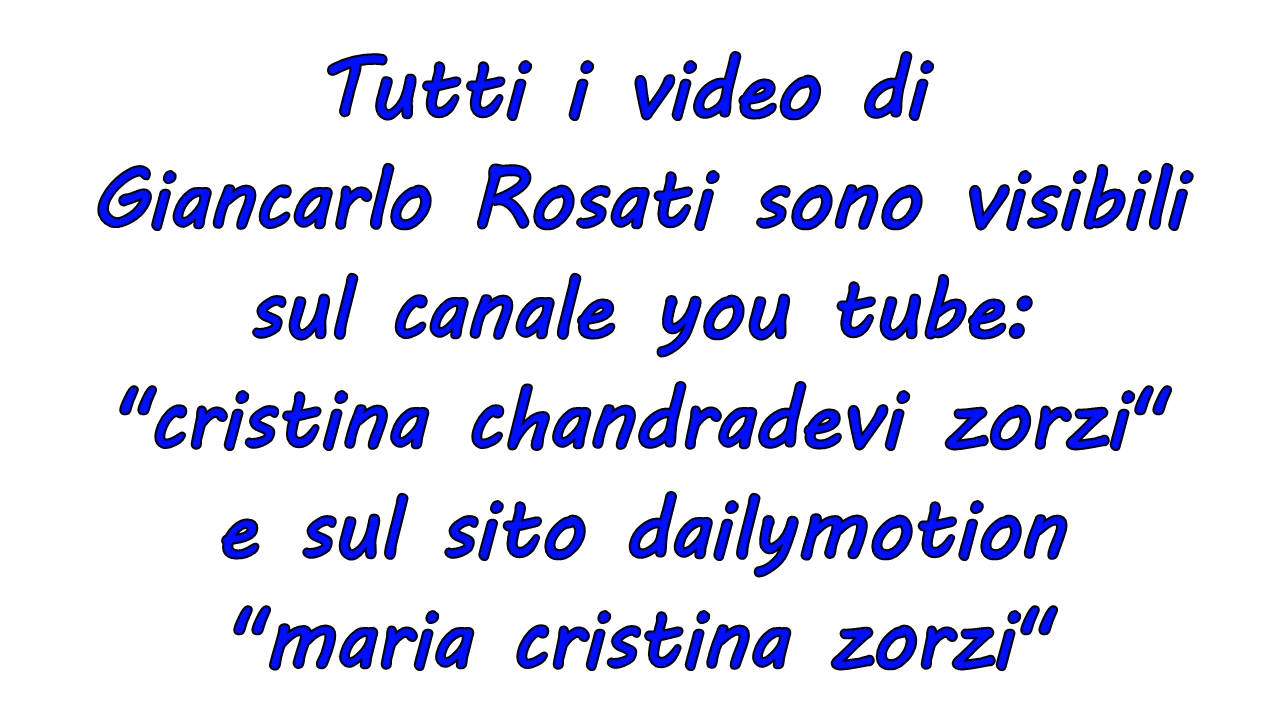 Tutti i video di
Giancarlo Rosati sono visibili
sul canale you tube:
“cristina chandradevi zorzi“
e sul sito dailymotion
“maria cristina zorzi“